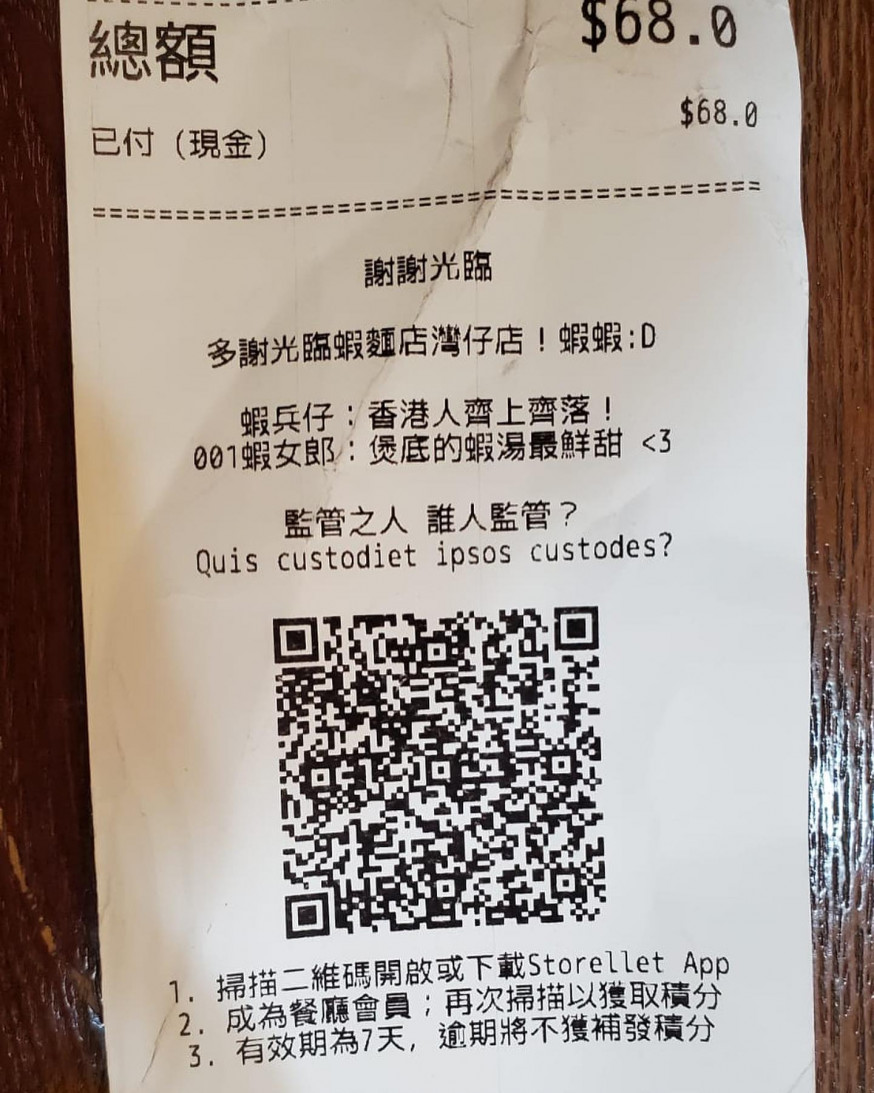 總額 $68.0
已付（現金） $68.0
謝謝光臨
多謝光臨蝦麵店灣仔店！蝦蝦:D
蝦兵仔：香港人齊上齊落！
001蝦女郎：煲底的蝦湯最鮮甜 <3
監管之人 誰人監管？
Quis custodiet ipsos custodes?
1. 掃描二維碼開啟或下載Storellet App
2. 成為餐廳會員；再次掃描以獲取積分
3. 有效期為7天, 逾期將不獲補發積分